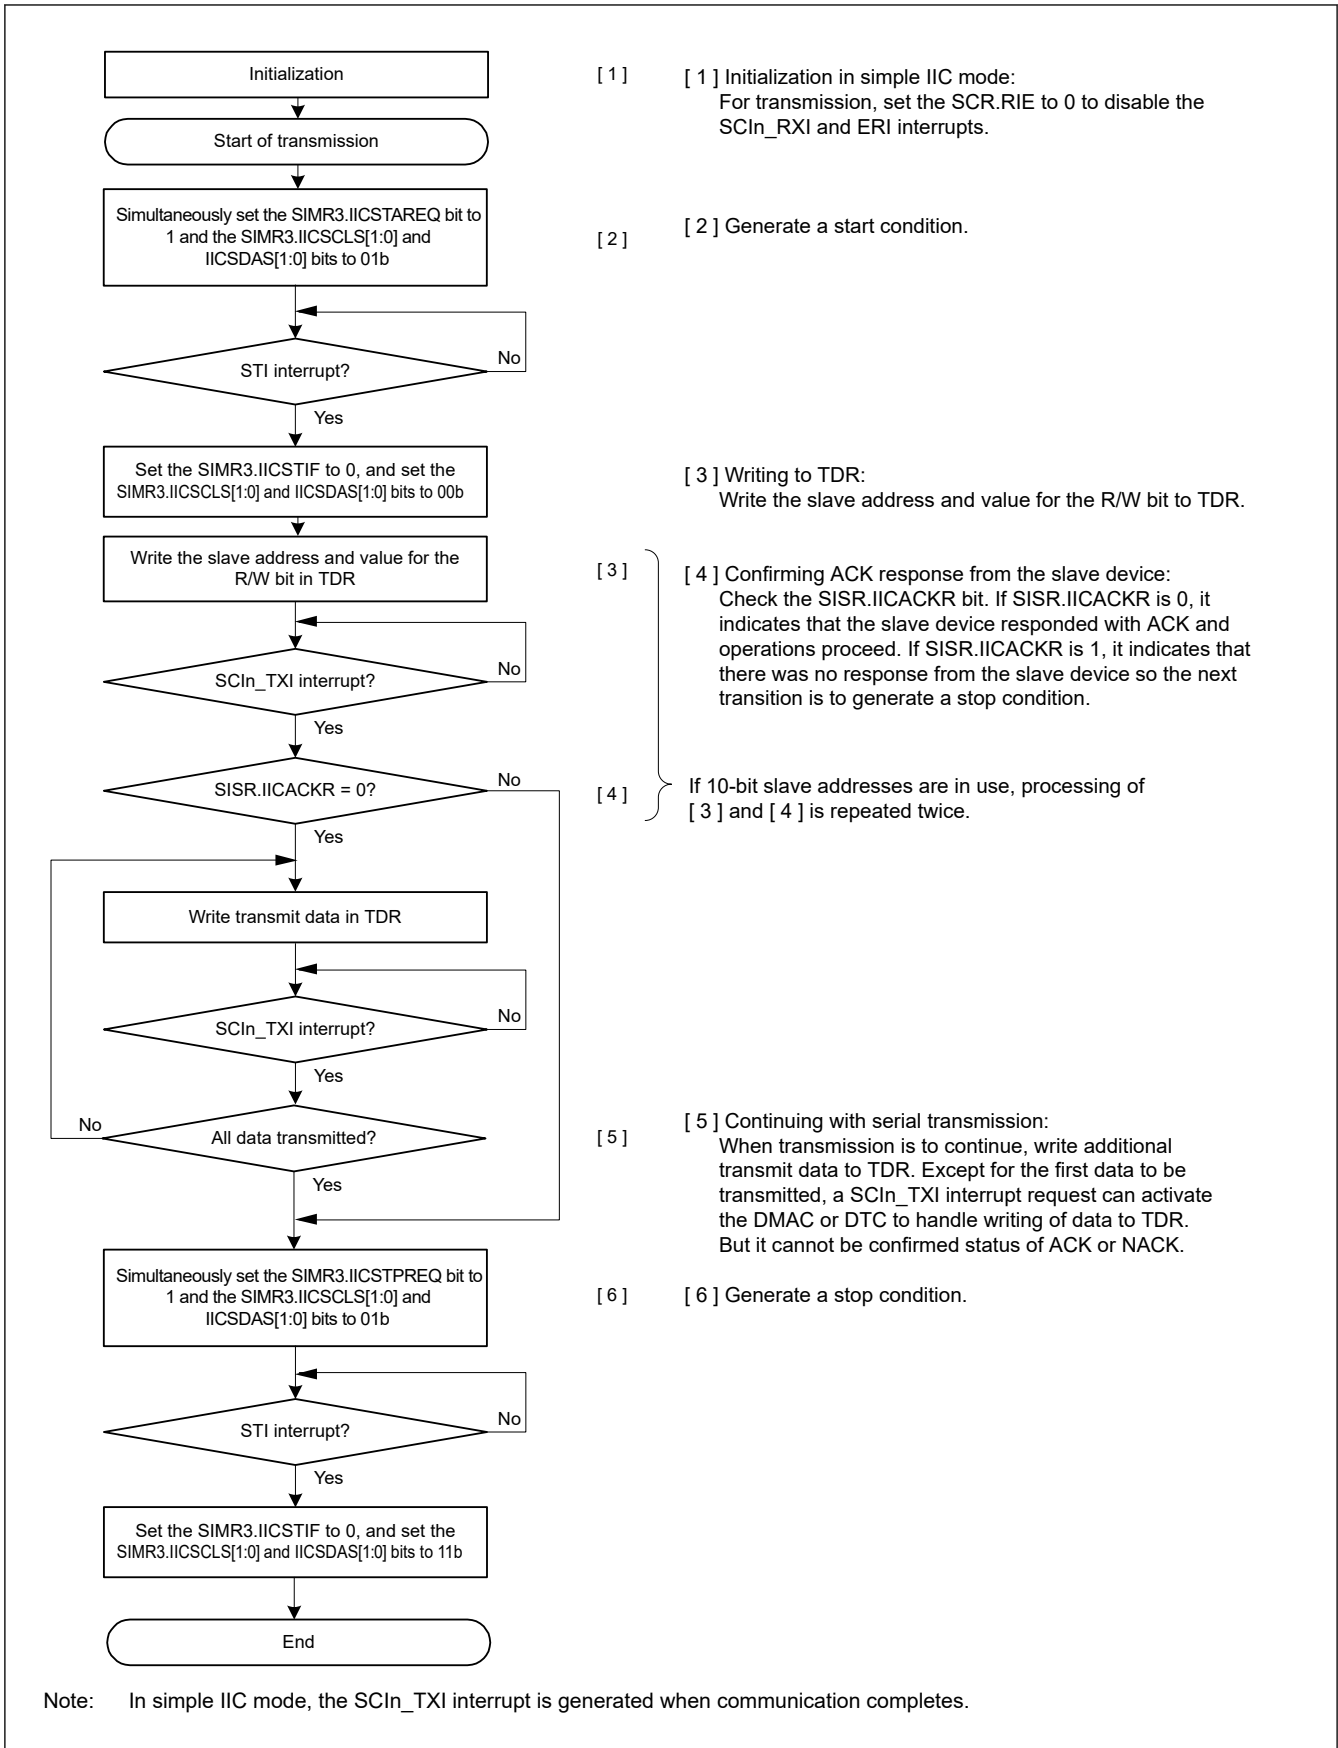 Initialization
[ 1 ]
[ 1 ] Initialization in simple IIC mode:
For transmission, set the SCR.RIE to 0 to disable the
SCIn_RXI and ERI interrupts.
Start of transmission
Simultaneously set the SIMR3.IICSTAREQ bit to
1 and the SIMR3.IICSCLS[1:0] and
IICSDAS[1:0] bits to 01b
[ 2 ]
[ 2 ] Generate a start condition.
STI interrupt?
No
Yes
Set the SIMR3.IICSTIF to 0, and set the
SIMR3.IICSCLS[1:0] and IICSDAS[1:0] bits to 00b
[ 3 ] Writing to TDR:
Write the slave address and value for the R/W bit to TDR.
Write the slave address and value for the
R/W bit in TDR
[ 3 ]
[ 4 ] Confirming ACK response from the slave device:
Check the SISR.IICACKR bit. If SISR.IICACKR is 0, it
indicates that the slave device responded with ACK and
operations proceed. If SISR.IICACKR is 1, it indicates that
there was no response from the slave device so the next
transition is to generate a stop condition.
SCIn_TXI interrupt?
No
Yes
SISR.IICACKR = 0?
No
[ 4 ]
If 10-bit slave addresses are in use, processing of
[ 3 ] and [ 4 ] is repeated twice.
Yes
Write transmit data in TDR
SCIn_TXI interrupt?
No
Yes
No
All data transmitted?
[ 5 ]
[ 5 ] Continuing with serial transmission:
When transmission is to continue, write additional
transmit data to TDR. Except for the first data to be
transmitted, a SCIn_TXI interrupt request can activate
the DMAC or DTC to handle writing of data to TDR.
But it cannot be confirmed status of ACK or NACK.
Yes
Simultaneously set the SIMR3.IICSTPREQ bit to
1 and the SIMR3.IICSCLS[1:0] and
IICSDAS[1:0] bits to 01b
[ 6 ]
[ 6 ] Generate a stop condition.
STI interrupt?
No
Yes
Set the SIMR3.IICSTIF to 0, and set the
SIMR3.IICSCLS[1:0] and IICSDAS[1:0] bits to 11b
End
Note: In simple IIC mode, the SCIn_TXI interrupt is generated when communication completes.